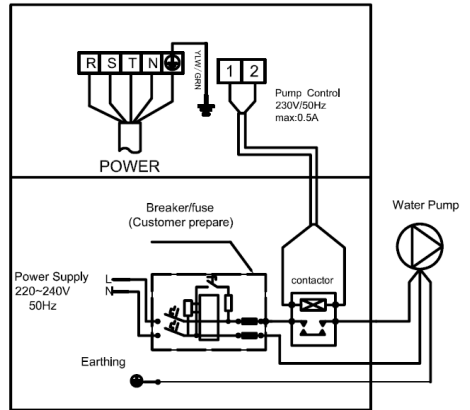 R S T N
YLW/GRN
1 2
Pump Control
230V/50Hz
max:0.5A
POWER
Breaker/fuse
(Customer prepare)
Water Pump
Power Supply
220~240V
50Hz
L
N
contactor
Earthing